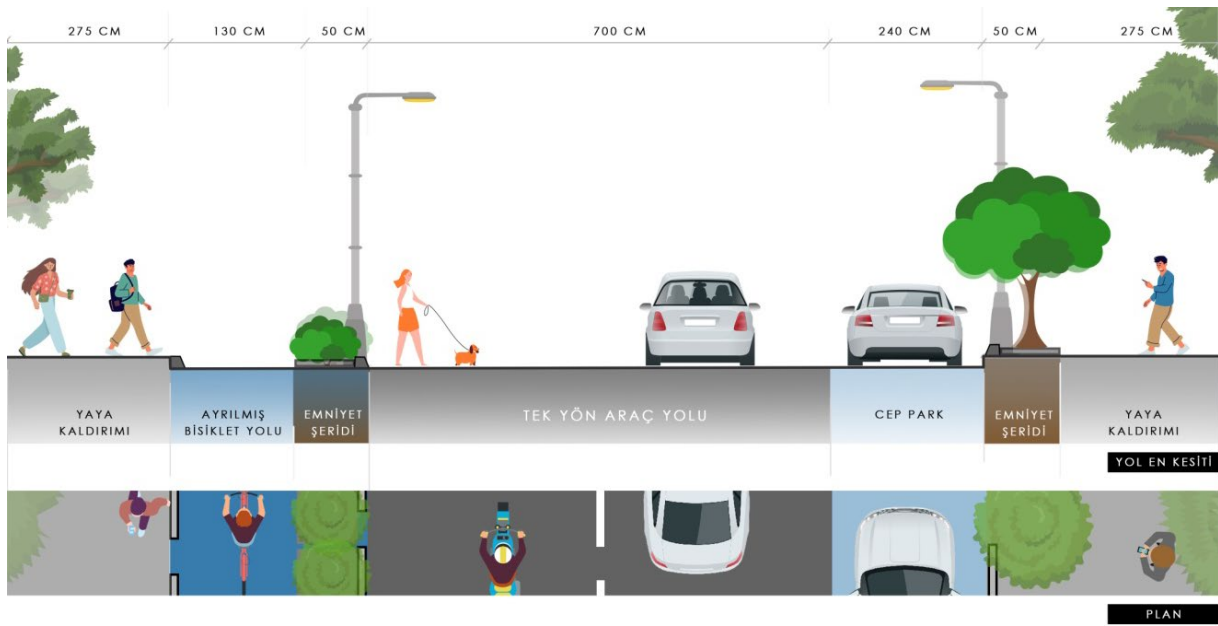 275 CM
130 CM
50 CM
700 CM
240 CM
50 CM
275 CM
YAYA
KALDIRIMI
AYRILMIŞ
BİSİKLET YOLU
EMNİYET
ŞERİDİ
TEK YÖN ARAÇ YOLU
CEP PARK
EMNİYET
ŞERİDİ
YAYA
KALDIRIMI
YOL EN KESİTİ
PLAN